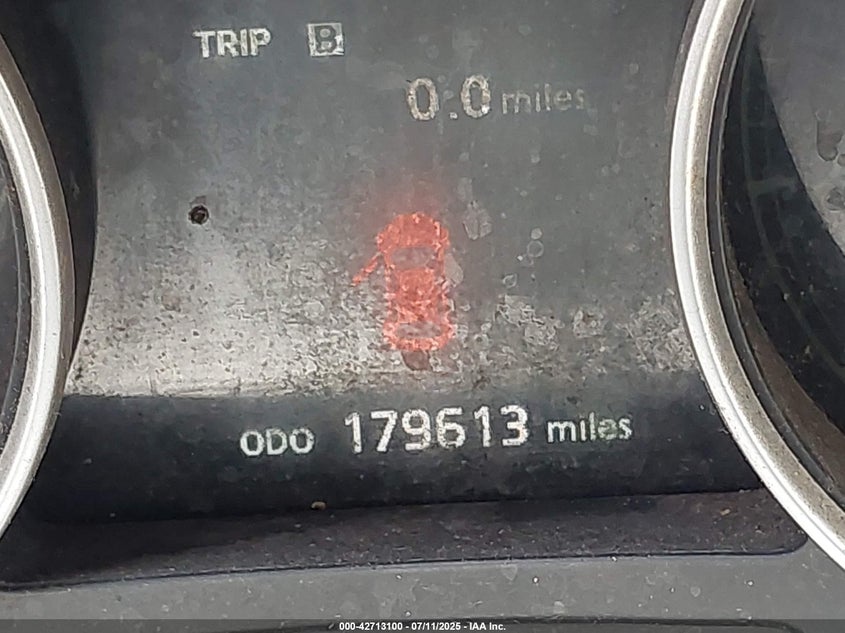 TRIP B
0.0 miles
ODO 179613 miles
000-42713100 - 07/11/2025 - IAA Inc.